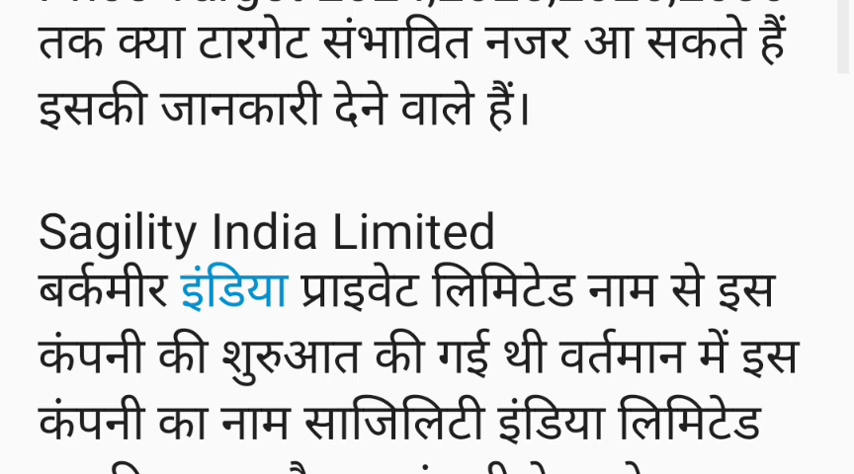 तक क्या टारगेट संभावित नजर आ सकते हैं
इसकी जानकारी देने वाले हैं।
Sagility India Limited
बर्कमीर इंडिया प्राइवेट लिमिटेड नाम से इस
कंपनी की शुरुआत की गई थी वर्तमान में इस
कंपनी का नाम साजिलिटी इंडिया लिमिटेड